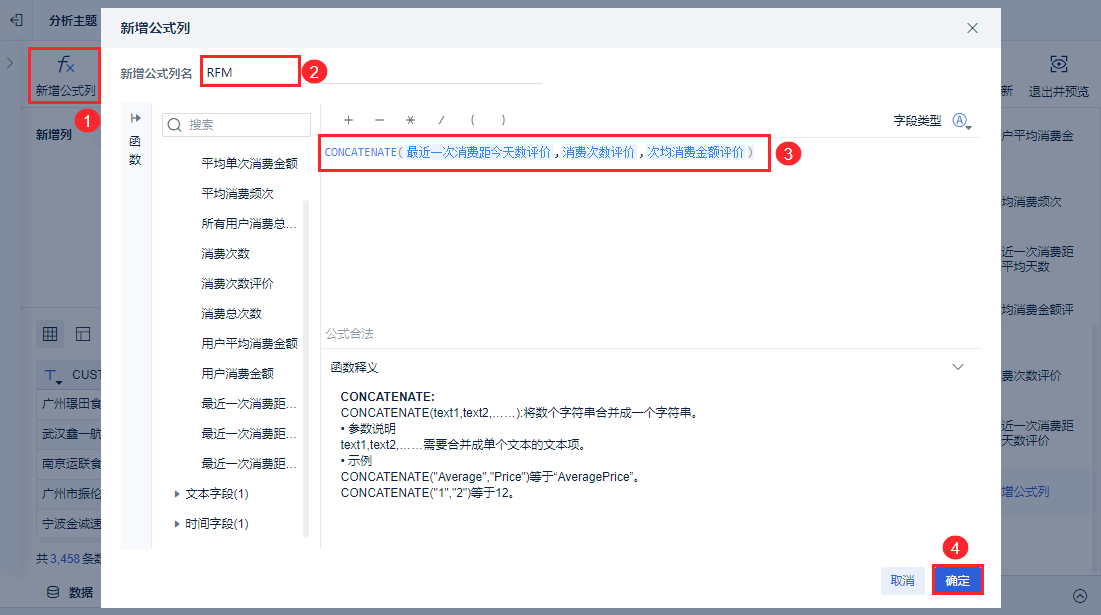 分析主题
新增公式列
新增公式列
1
新增列
CUST
广州璟田食
武汉鑫一航
南京运联食
广州市振伦
宁波金诚速
共3,458条数
数据
新增公式列名
RFM
2
函
数
搜索
平均单次消费金额
平均消费频次
所有用户消费总...
消费次数
消费次数评价
消费总次数
用户平均消费金额
用户消费金额
最近一次消费距...
最近一次消费距...
最近一次消费距...
文本字段(1)
时间字段(1)
+ − * / ( )
字段类型
A
CONCATENATE(最近一次消费距今天数评价,消费次数评价,次均消费金额评价)
3
公式合法
函数释义
CONCATENATE:
CONCATENATE(text1,text2,……):将数个字符串合并成一个字符串。
• 参数说明
text1,text2,……需要合并成单个文本的文本项。
• 示例
CONCATENATE("Average","Price")等于“AveragePrice”。
CONCATENATE("1","2")等于12。
4
取消
确定
新
退出并预览
户平均消费金
均消费频次
近一次消费距
平均天数
均消费金额评
费次数评价
近一次消费距
天数评价
增公式列